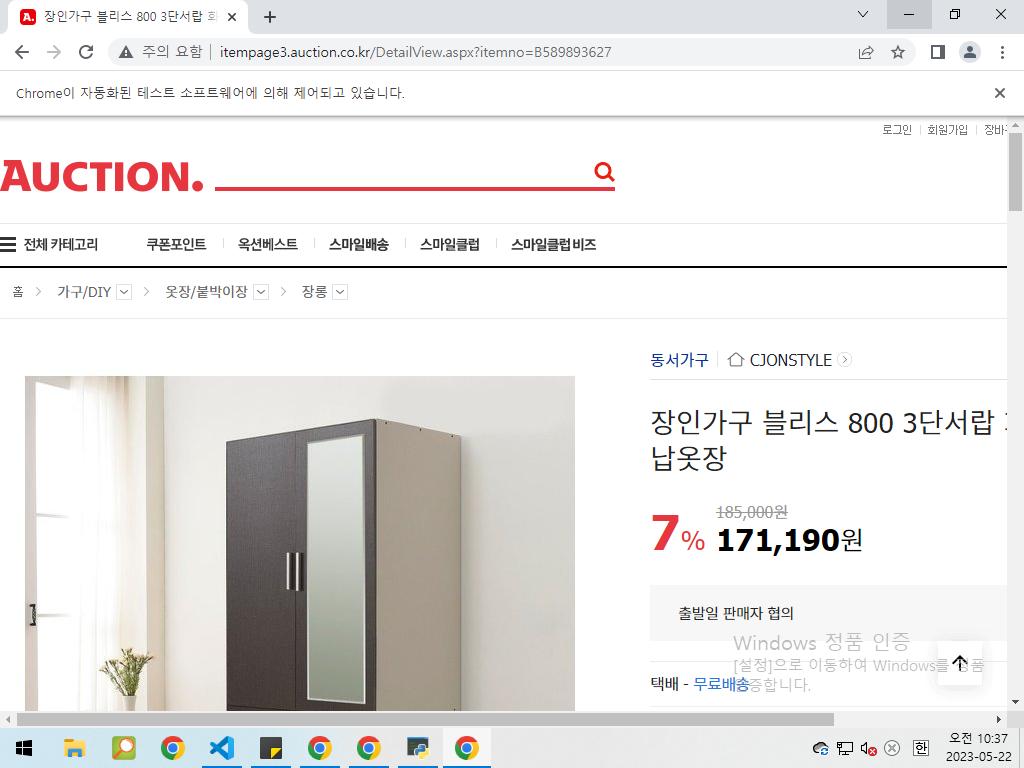 장인가구 블리스 800 3단서랍
주의 요함 itempage3.auction.co.kr/DetailView.aspx?itemno=B589893627
Chrome이 자동화된 테스트 소프트웨어에 의해 제어되고 있습니다.
로그인 회원가입
AUCTION.
전체 카테고리 쿠폰포인트 옥션베스트 스마일배송 스마일클럽 스마일클럽 비즈
홈 가구/DIY 옷장/붙박이장 장롱
동서가구 CJONSTYLE
장인가구 블리스 800 3단서랍
납옷장
185,000원
7% 171,190원
출발일 판매자 협의
Windows 정품 인증
[설정]으로 이동하여 Windows를 정품
택배 - 무료배송
인증합니다.
한
오전 10:37
2023-05-22